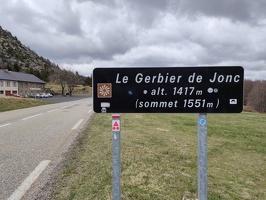 Le Gerbier de Jonc
alt. 1417m
(sommet 1551m)